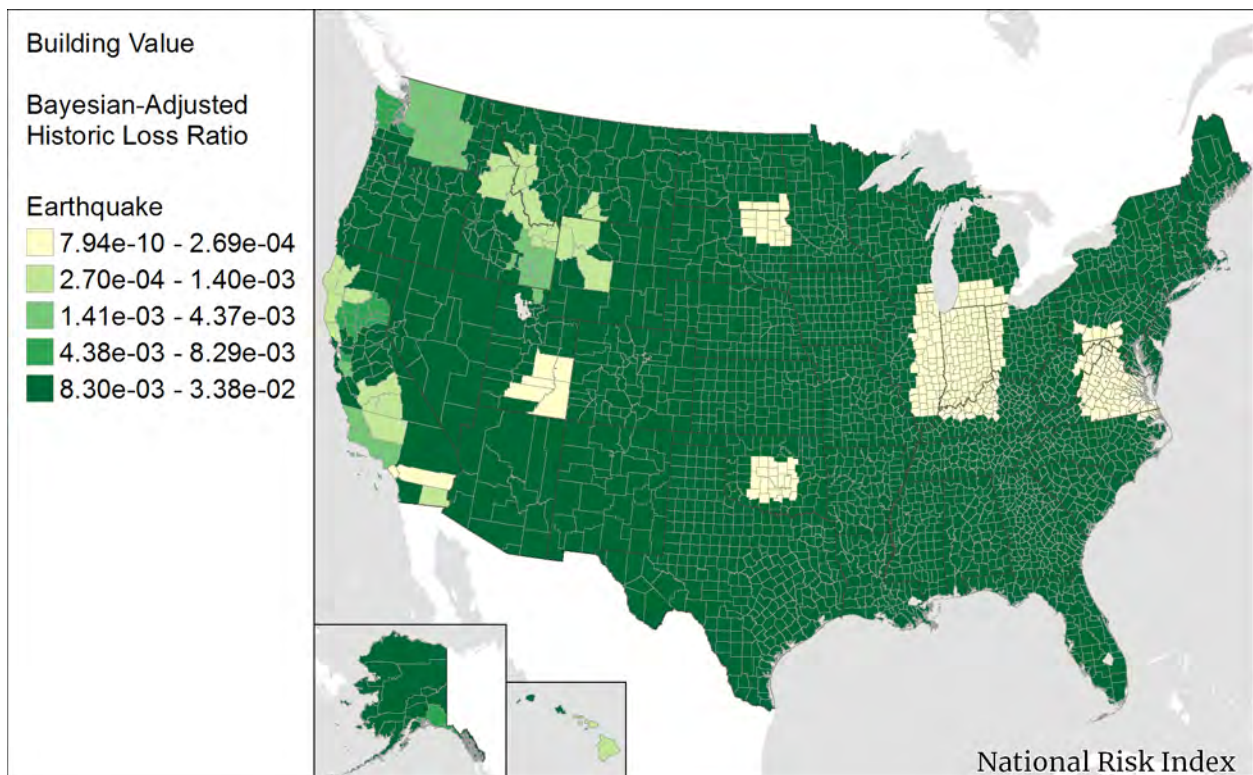 Building Value
Bayesian-Adjusted
Historic Loss Ratio
Earthquake
7.94e-10 - 2.69e-04
2.70e-04 - 1.40e-03
1.41e-03 - 4.37e-03
4.38e-03 - 8.29e-03
8.30e-03 - 3.38e-02
National Risk Index